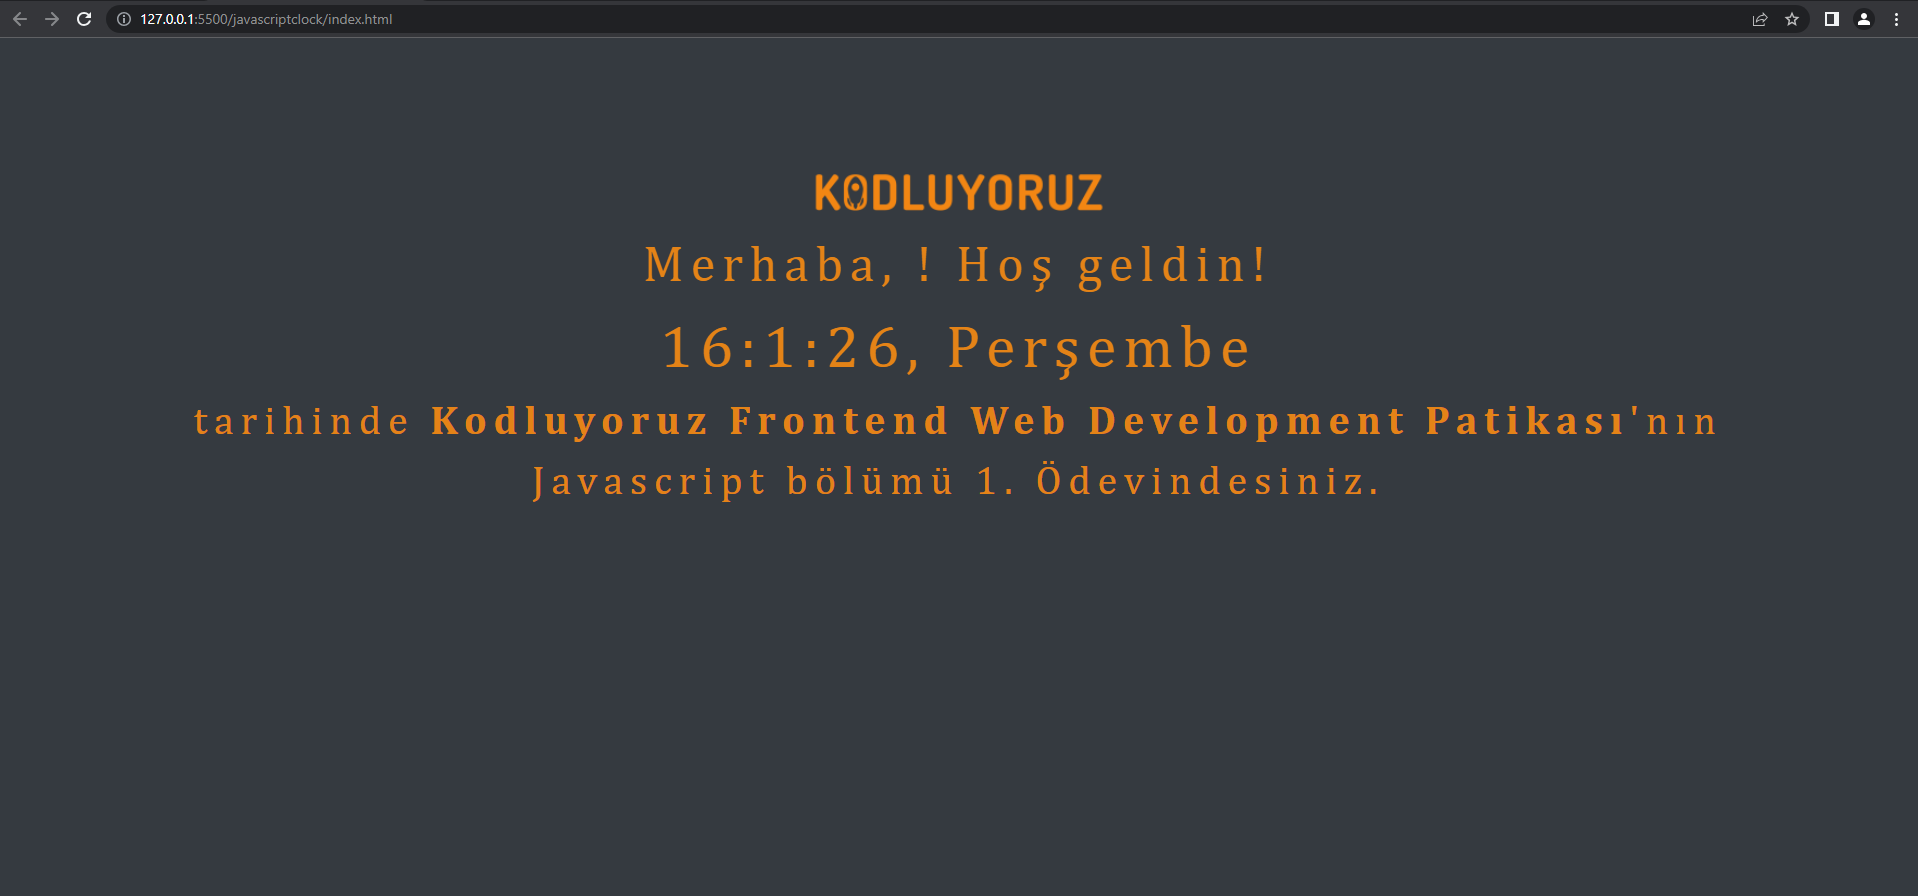 127.0.0.1:5500/javascriptclock/index.html
KODLUYORUZ
Merhaba, ! Hoş geldin!
16:1:26, Perşembe
tarihinde Kodluyoruz Frontend Web Development Patikası'nın
Javascript bölümü 1. Ödevindesiniz.